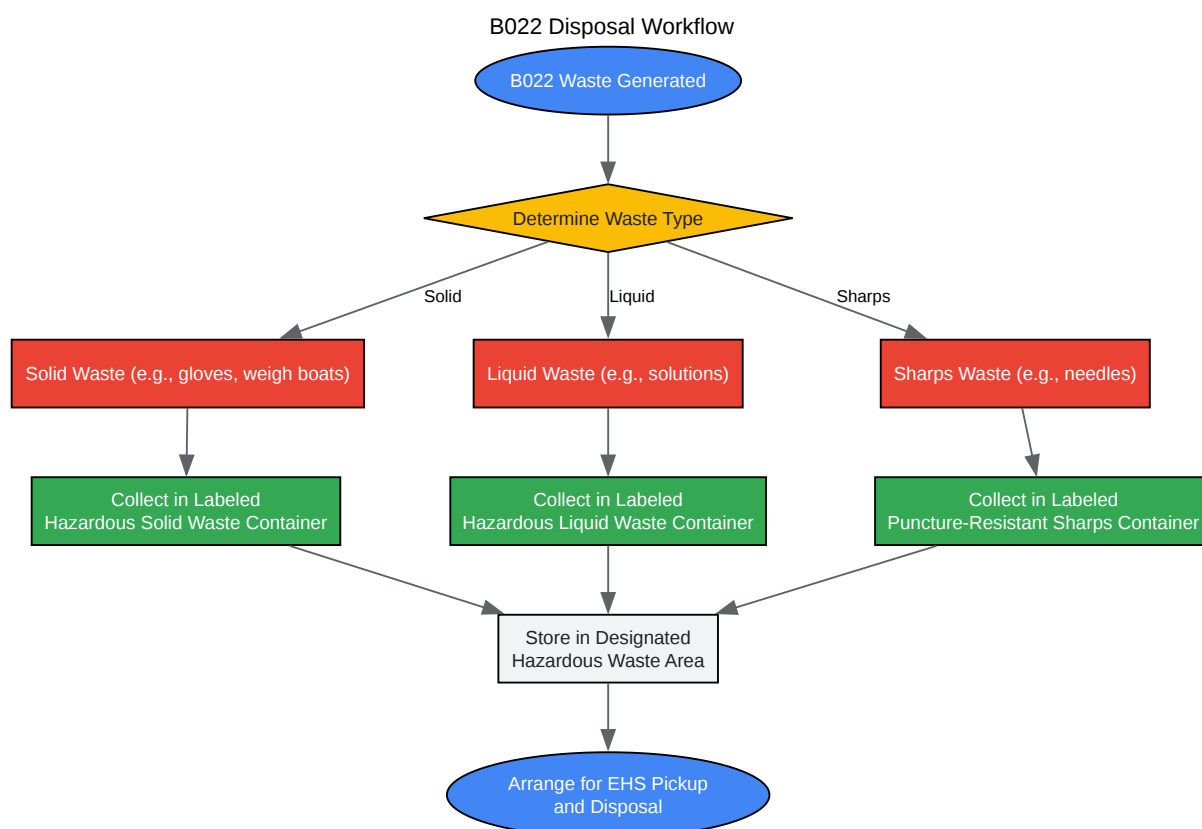 B022 Disposal Workflow
B022 Waste Generated
Determine Waste Type
Solid
Liquid
Sharps
Solid Waste (e.g., gloves, weigh boats)
Liquid Waste (e.g., solutions)
Sharps Waste (e.g., needles)
Collect in Labeled
Hazardous Solid Waste Container
Collect in Labeled
Hazardous Liquid Waste Container
Collect in Labeled
Puncture-Resistant Sharps Container
Store in Designated
Hazardous Waste Area
Arrange for EHS Pickup
and Disposal